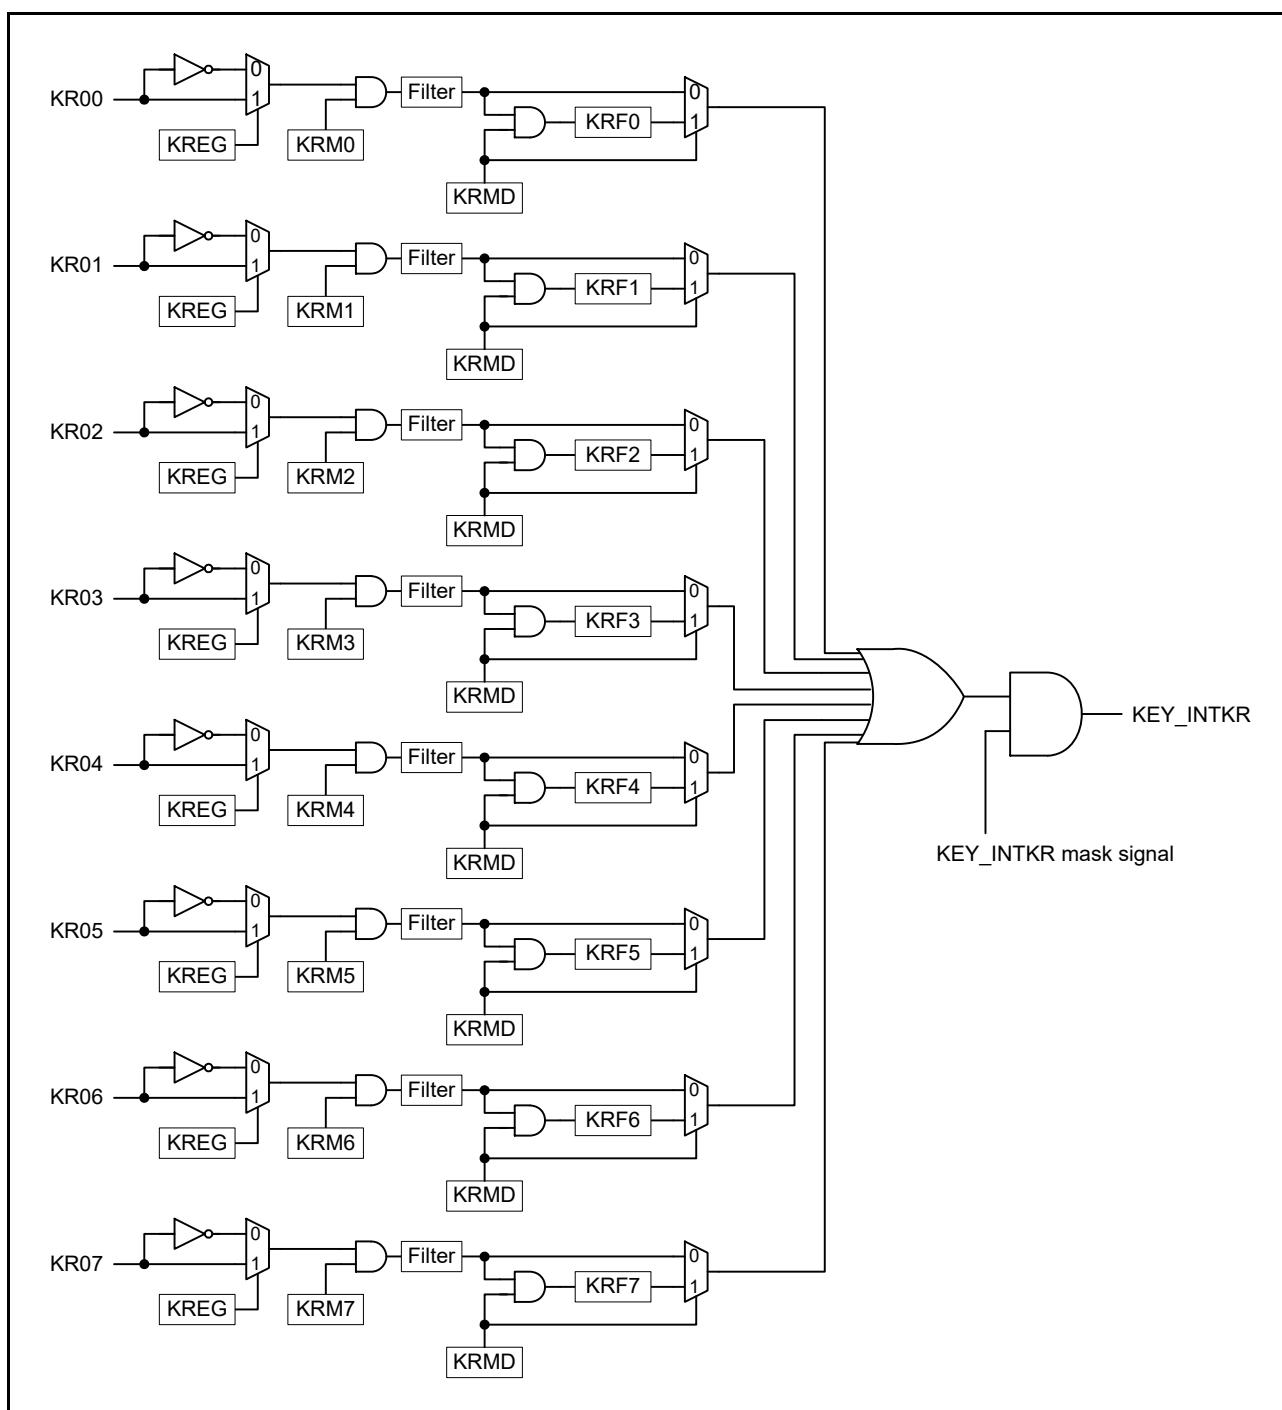 0
KR00
1
Filter
0
KREG
KRM0
KRF0
1
KRMD
0
KR01
1
Filter
0
KREG
KRM1
KRF1
1
KRMD
0
KR02
1
Filter
0
KREG
KRM2
KRF2
1
KRMD
0
KR03
1
Filter
0
KREG
KRM3
KRF3
1
KRMD
KEY_INTKR
0
KR04
1
Filter
0
KREG
KRM4
KRF4
1
KRMD
KEY_INTKR mask signal
0
KR05
1
Filter
0
KREG
KRM5
KRF5
1
KRMD
0
KR06
1
Filter
0
KREG
KRM6
KRF6
1
KRMD
0
KR07
1
Filter
0
KREG
KRM7
KRF7
1
KRMD